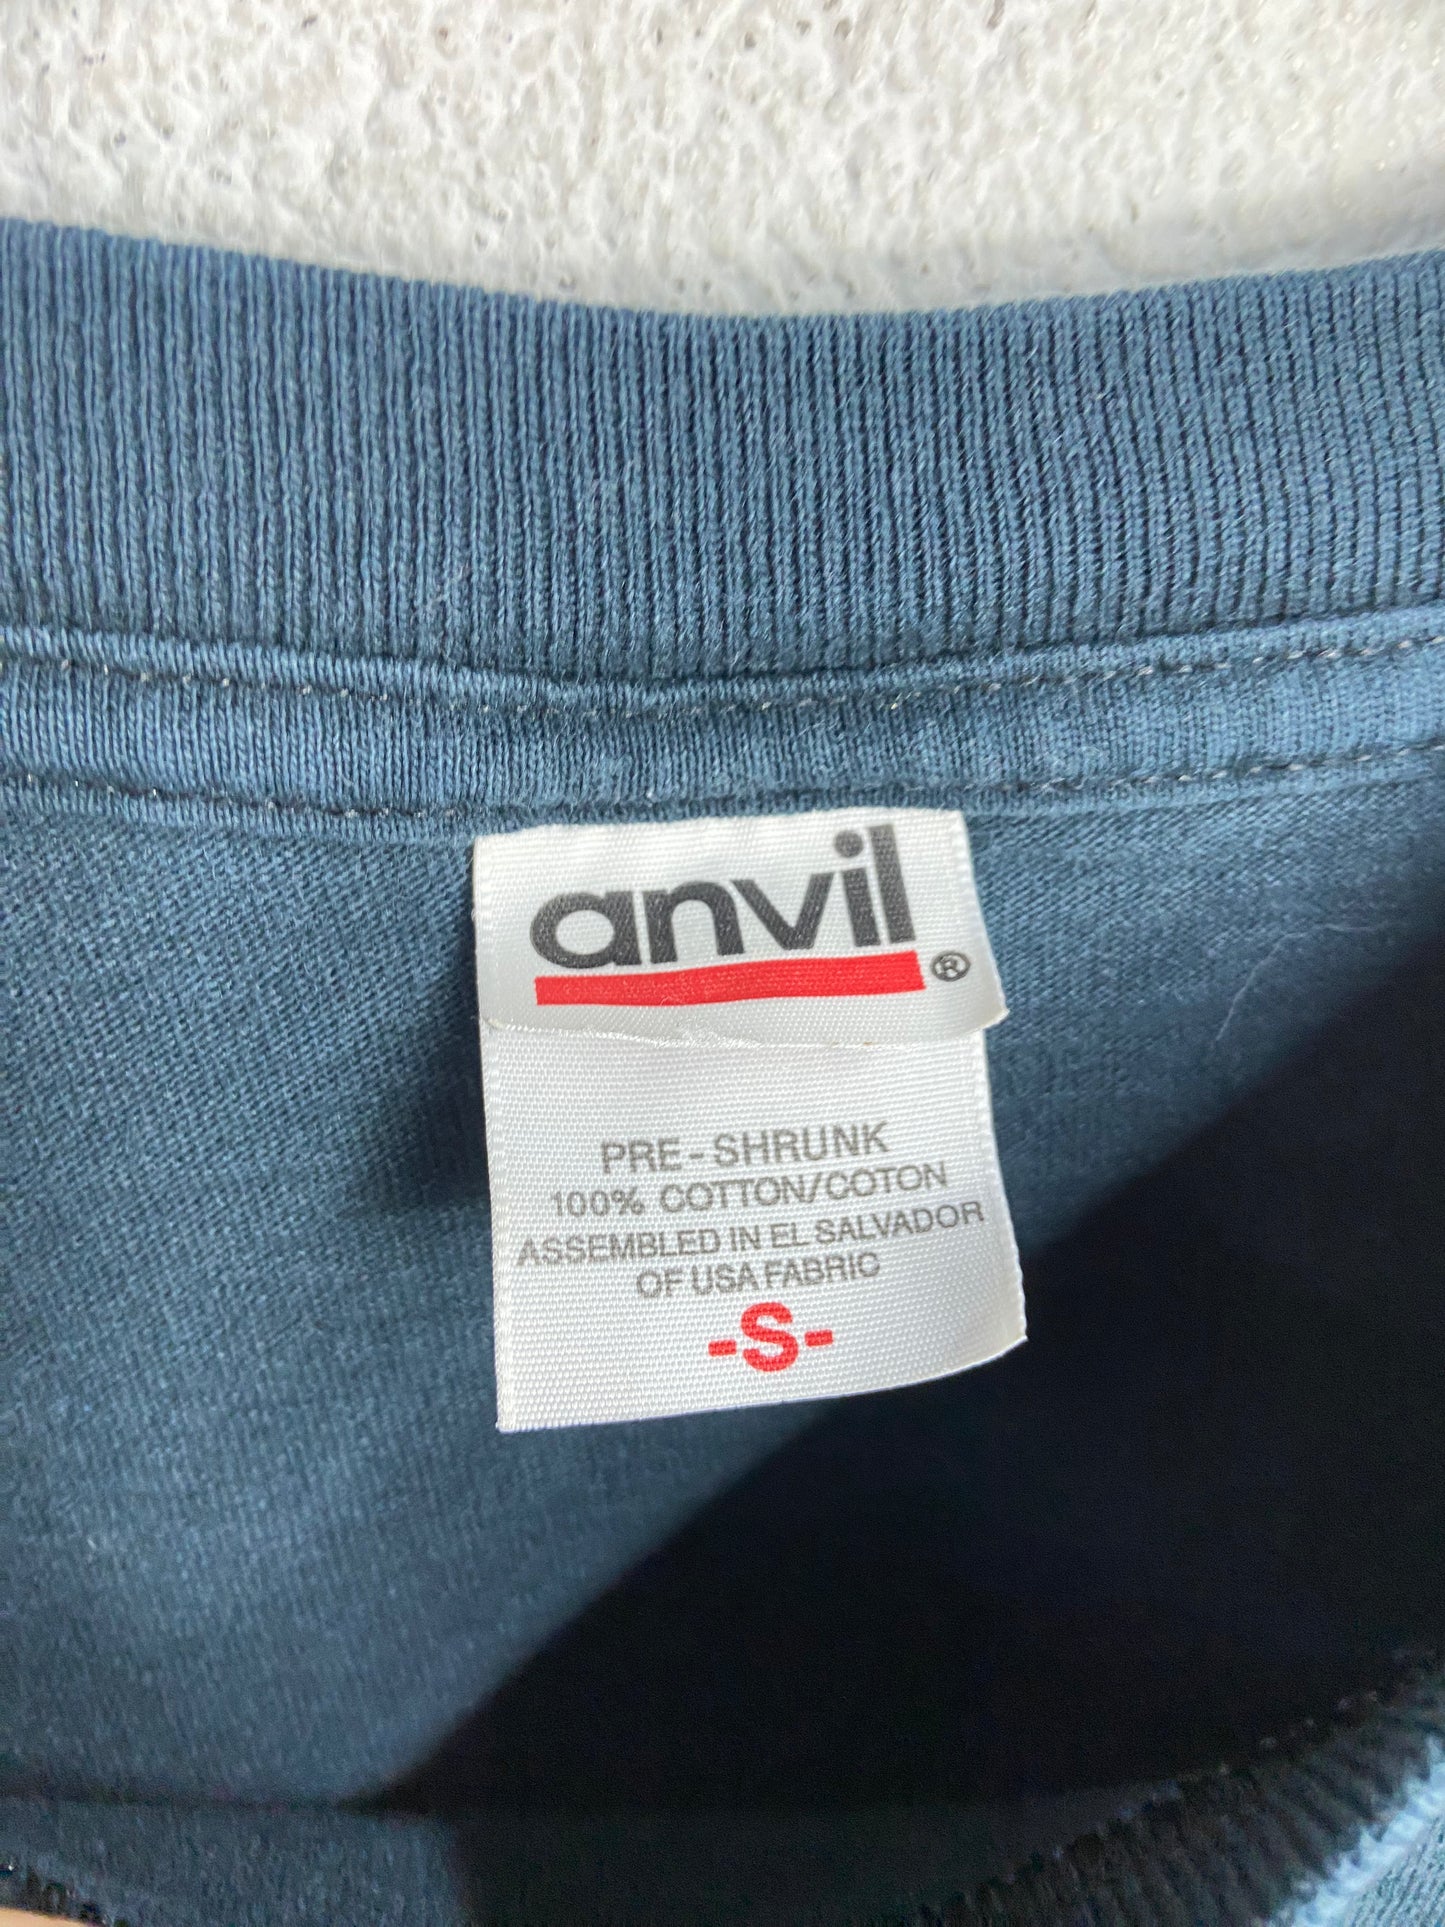 anvil®
PRE-SHRUNK
100% COTTON/COTON
ASSEMBLED IN EL SALVADOR
OF USA FABRIC
-S-